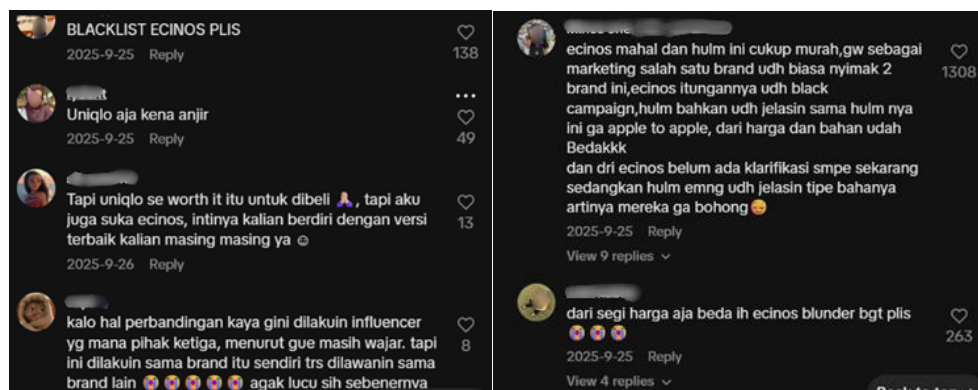 BLACKLIST ECINOS PLIS
2025-9-25 Reply
138
Uniqlo aja kena anjir
2025-9-25 Reply
49
Tapi uniqlo se worth it itu untuk dibeli 🙏🏼, tapi aku
juga suka ecinos, intinya kalian berdiri dengan versi
terbaik kalian masing masing ya ☺
2025-9-26 Reply
13
kalo hal perbandingan kaya gini dilakuin influencer
yg mana pihak ketiga, menurut gue masih wajar. tapi
ini dilakuin sama brand itu sendiri trs dilawanin sama
brand lain 😭😭😭😭😭 agak lucu sih sebenernya
8
ecinos mahal dan hulm ini cukup murah,gw sebagai
marketing salah satu brand udh biasa nyimak 2
brand ini,ecinos itungannya udh black
campaign,hulm bahkan udh jelasin sama hulm nya
ini ga apple to apple, dari harga dan bahan udah
Bedakkk
dan dri ecinos belum ada klarifikasi smpe sekarang
sedangkan hulm emng udh jelasin tipe bahanya
artinya mereka ga bohong😌
2025-9-25 Reply
1308
View 9 replies
dari segi harga aja beda ih ecinos blunder bgt plis
😭😭😭
2025-9-25 Reply
263
View 4 replies
Back to top